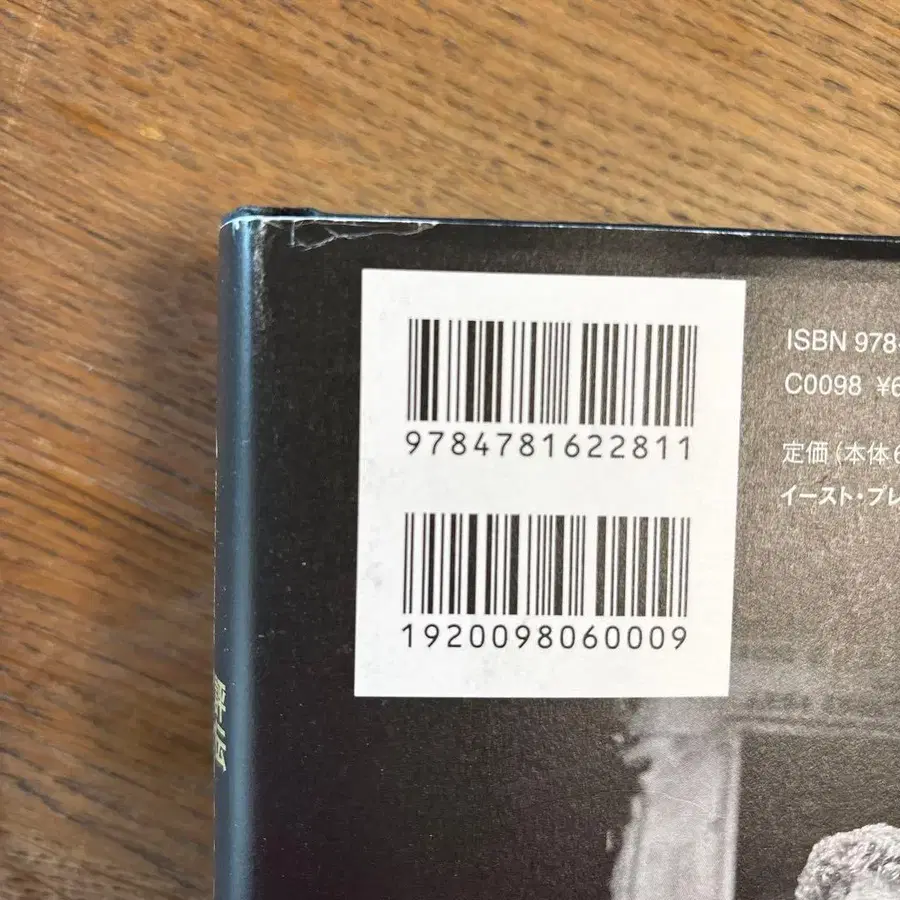 9784781622811
1920098060009
ISBN 978-
C0098 ¥6
定価(本体6
イースト・プレ